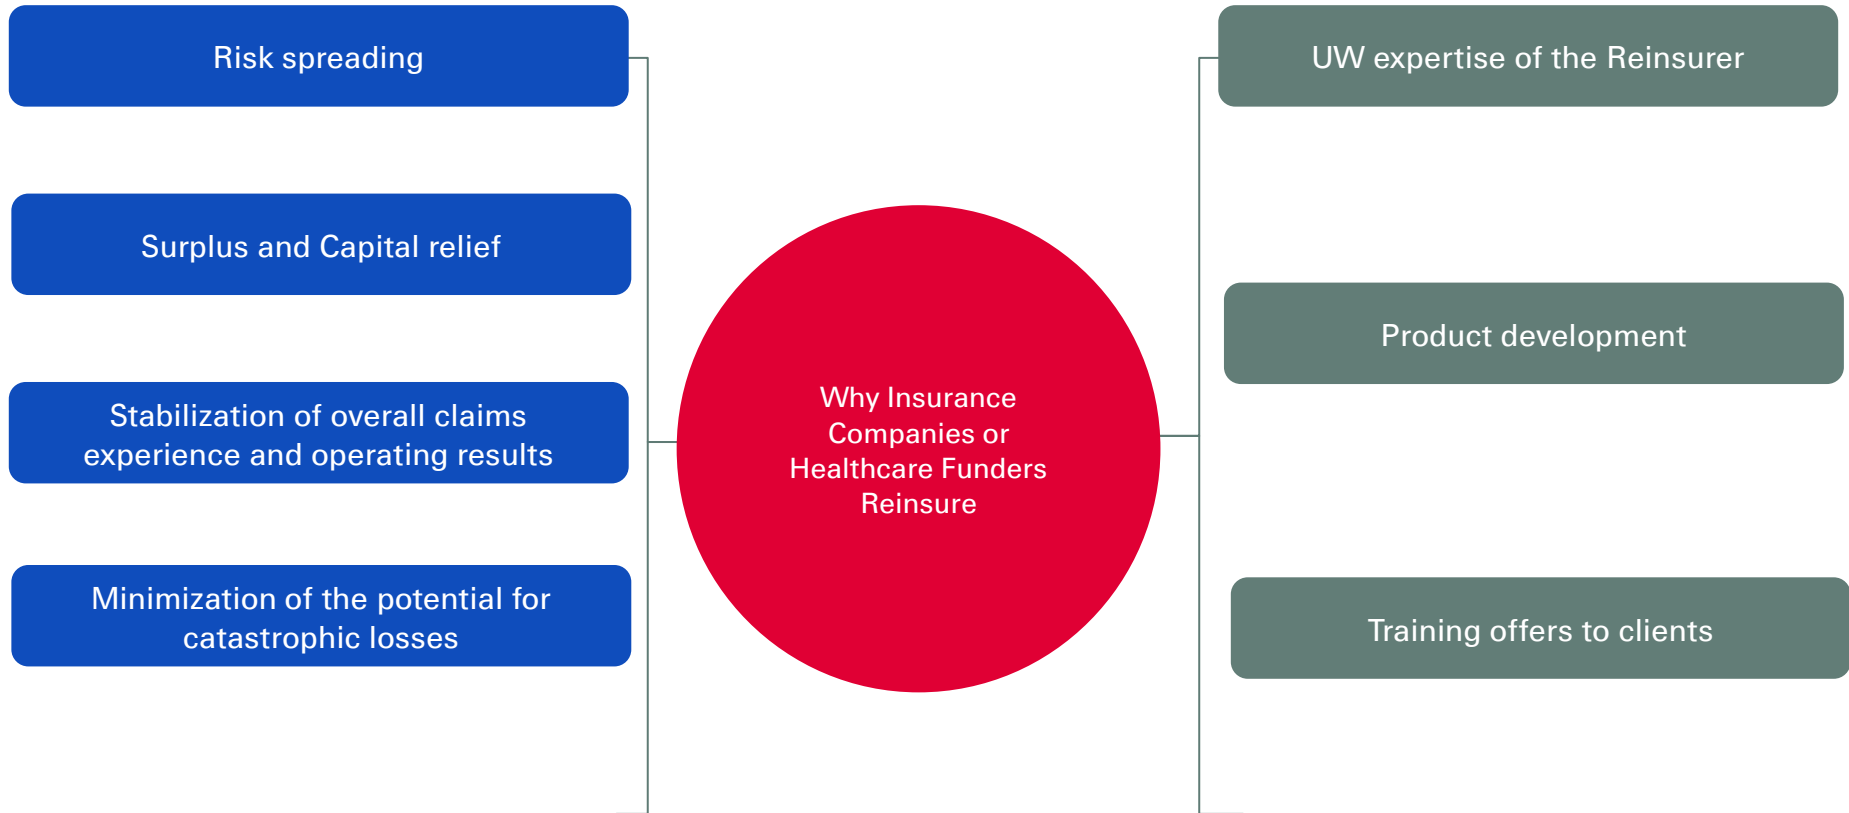 Risk spreading
Surplus and Capital relief
Stabilization of overall claims
experience and operating results
Minimization of the potential for
catastrophic losses
Why Insurance
Companies or
Healthcare Funders
Reinsure
UW expertise of the Reinsurer
Product development
Training offers to clients